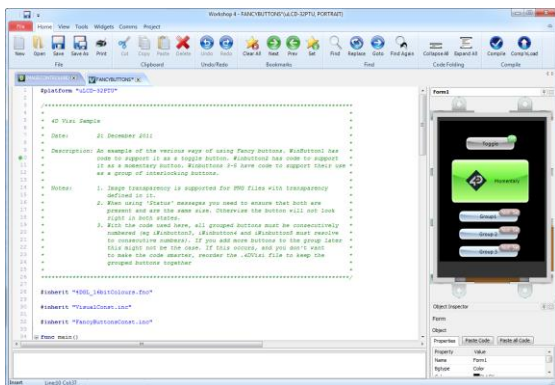 Workshop 4 - FANCYBUTTONS*(uLCD-32PTU, PORTRAIT)
File Home View Tools Widgets Comms Project
New Open Save Save As Print Cut Copy Paste Delete Undo Redo Clear All Next Prev Set Find Replace Goto Find Again Collapse All Expand All Compile Comp'nLoad
File Clipboard Undo/Redo Bookmarks Find Code Folding Compile
FANCYBUTTONS*
#platform "uLCD-32PTU"
4D Visi Sample
Date: 21 December 2011
Description: An example of the various ways of using Fancy buttons. WinButton1 has
code to support it as a toggle button. Winbutton2 has code to support
it as a momentary button. Winbuttons 3-5 have code to support their use
as a group of interlocking buttons.
Notes: 1. Image transparency is supported for PNG files with transparency
defined in it.
2. When using 'Status' messages you need to ensure that both are
present and are the same size. Otherwise the button will not look
right in both states.
3. With the code used here, all grouped buttons must be consecutively
numbered (eg iWinbutton3, iWinbutton4 and iWinbutton5 must resolve
to consecutive numbers). If you add more buttons to the group later
this might not be the case. If this occurs, and you don't want
to make the code smarter, reorder the .4DVisi file to keep the
grouped buttons together
#inherit "4DGL_16bitColours.fnc"
#inherit "VisualConst.inc"
#inherit "FancyButtonsConst.inc"
func main()
Form1
Toggle
4D Momentary
Group1
Group 2
Group 3
Object Inspector
Form
Object
Properties Paste Code Paste all Code
Property Value
Name Form1
Bgtype Color
Insert Line:10 Col:37